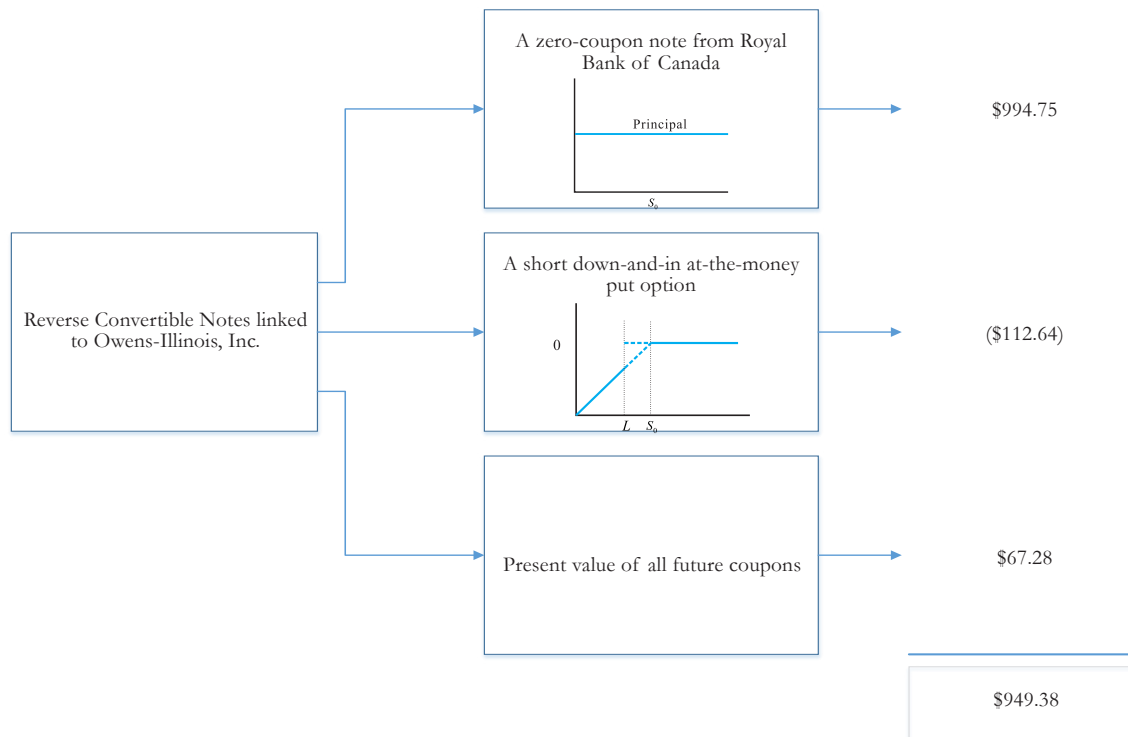 A zero-coupon note from Royal
Bank of Canada
Principal
S₀
$994.75
Reverse Convertible Notes linked
to Owens-Illinois, Inc.
A short down-and-in at-the-money
put option
0
L S₀
($112.64)
Present value of all future coupons
$67.28
$949.38